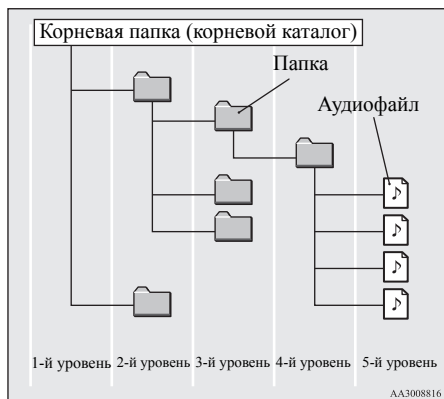 Корневая папка (корневой каталог)
Папка
Аудиофайл
1-й уровень 2-й уровень 3-й уровень 4-й уровень 5-й уровень
AA3008816